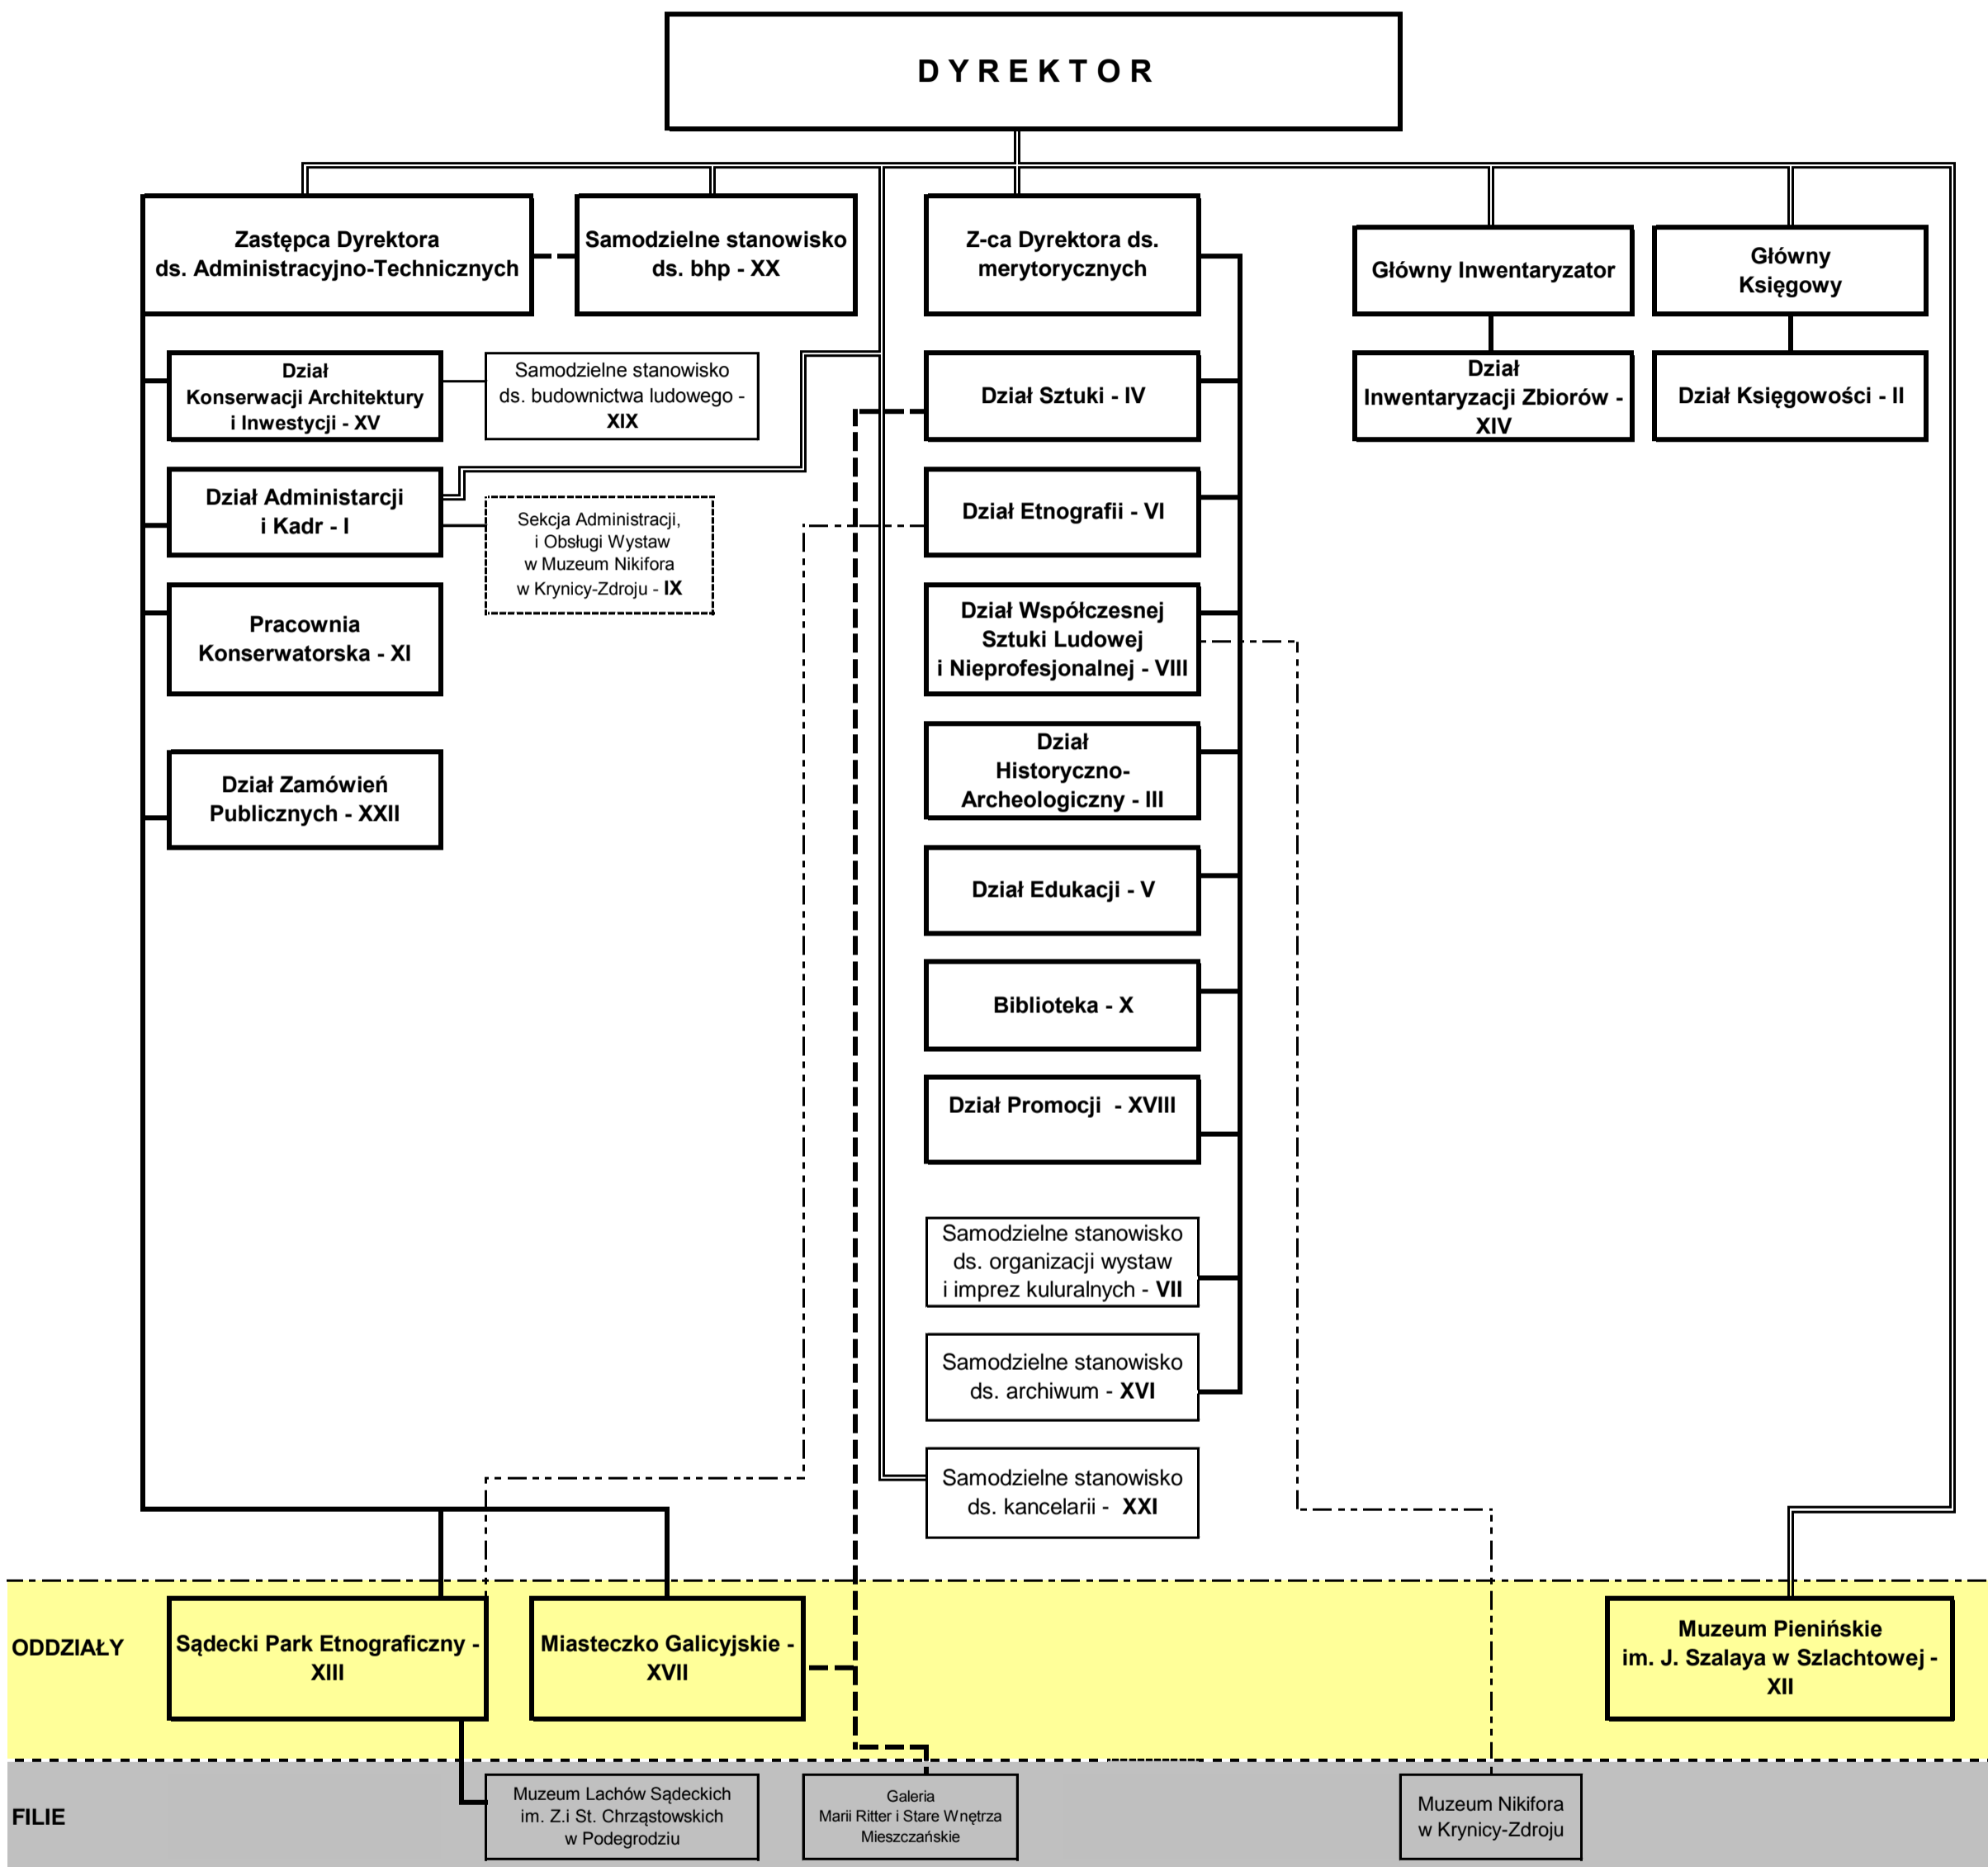 D Y R E K T O R
Zastępca Dyrektora
ds. Administracyjno-Technicznych
Samodzielne stanowisko
ds. bhp - XX
Z-ca Dyrektora ds.
merytorycznych
Główny Inwentaryzator
Główny
Księgowy
Dział
Konserwacji Architektury
i Inwestycji - XV
Samodzielne stanowisko
ds. budownictwa ludowego -
XIX
Dział Sztuki - IV
Dział
Inwentaryzacji Zbiorów -
XIV
Dział Księgowości - II
Dział Administarcji
i Kadr - I
Sekcja Administracji,
i Obsługi Wystaw
w Muzeum Nikifora
w Krynicy-Zdroju - IX
Dział Etnografii - VI
Pracownia
Konserwatorska - XI
Dział Współczesnej
Sztuki Ludowej
i Nieprofesjonalnej - VIII
Dział Zamówień
Publicznych - XXII
Dział
Historyczno-
Archeologiczny - III
Dział Edukacji - V
Biblioteka - X
Dział Promocji - XVIII
Samodzielne stanowisko
ds. organizacji wystaw
i imprez kuluralnych - VII
Samodzielne stanowisko
ds. archiwum - XVI
Samodzielne stanowisko
ds. kancelarii - XXI
ODDZIAŁY
Sądecki Park Etnograficzny -
XIII
Miasteczko Galicyjskie -
XVII
Muzeum Pienińskie
im. J. Szalaya w Szlachtowej -
XII
FILIE
Muzeum Lachów Sądeckich
im. Z.i St. Chrząstowskich
w Podegrodziu
Galeria
Marii Ritter i Stare Wnętrza
Mieszczańskie
Muzeum Nikifora
w Krynicy-Zdroju